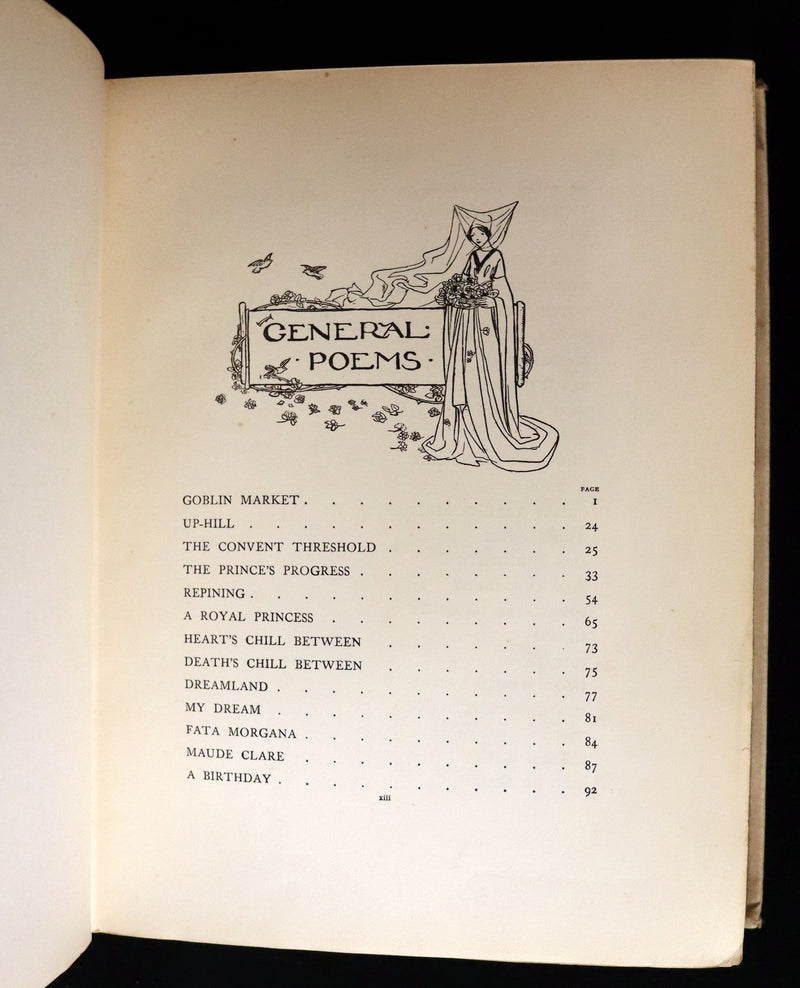 GENERAL
· POEMS ·
PAGE
GOBLIN MARKET . . . . . . . . . . 1
UP-HILL . . . . . . . . . . . . 24
THE CONVENT THRESHOLD . . . . . . . 25
THE PRINCE'S PROGRESS . . . . . . . . 33
REPINING . . . . . . . . . . . . 54
A ROYAL PRINCESS . . . . . . . . . 65
HEART'S CHILL BETWEEN . . . . . . . 73
DEATH'S CHILL BETWEEN . . . . . . . 75
DREAMLAND . . . . . . . . . . . 77
MY DREAM . . . . . . . . . . . 81
FATA MORGANA . . . . . . . . . . 84
MAUDE CLARE . . . . . . . . . . 87
A BIRTHDAY . . . . . . . . . . . 92
xiii